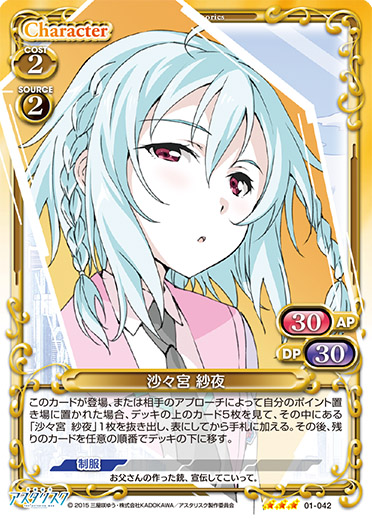 Character
COST
2
SOURCE
2
30 AP
DP 30
沙々宮 紗夜
このカードが登場、または相手のアプローチによって自分のポイント置
き場に置かれた場合、デッキの上のカード5枚を見て、その中にある
「沙々宮 紗夜」1枚を抜き出し、表にしてから手札に加える。その後、残
りのカードを任意の順番でデッキの下に移す。
制服
お父さんの作った銃、宣伝してこいって。
アスタリスク
© 2015 三屋咲ゆう・株式会社KADOKAWA／アスタリスク製作委員会
01-042